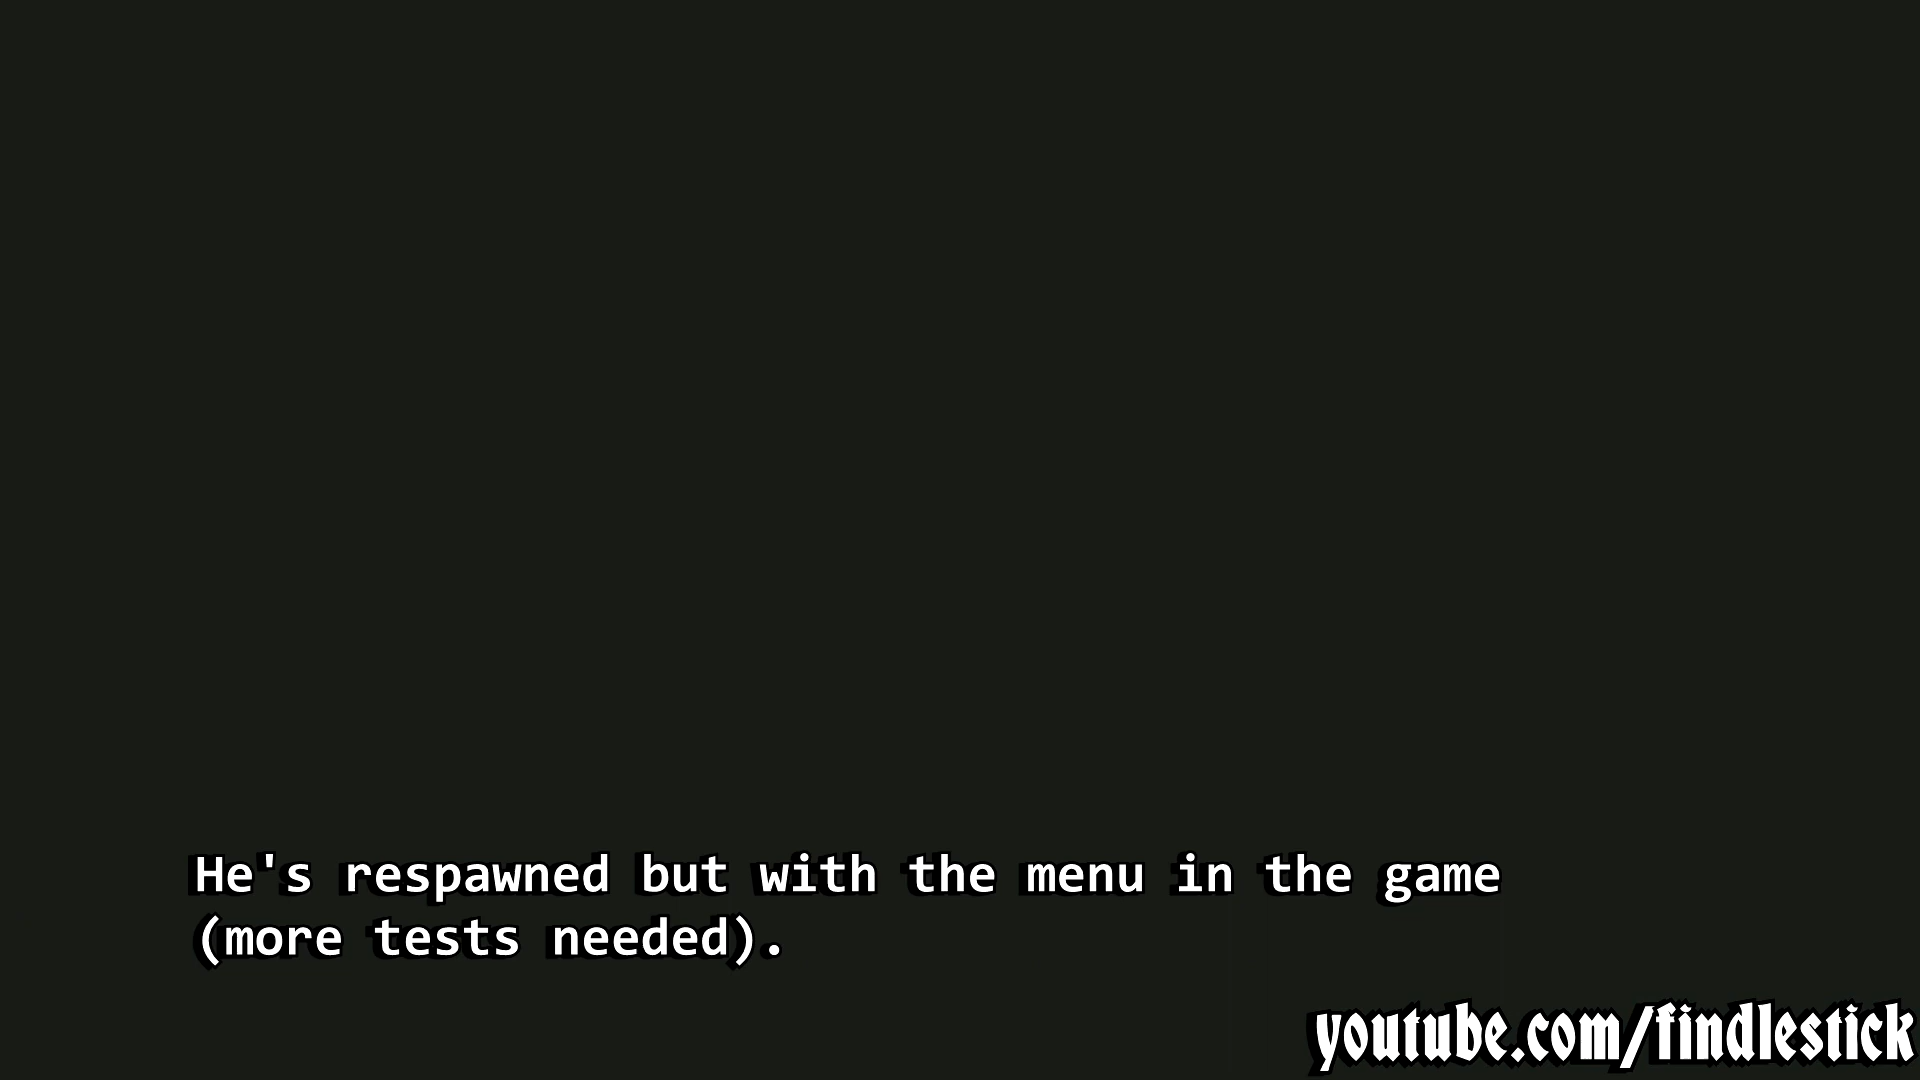 He's respawned but with the menu in the game
(more tests needed).
youtube.com/findlestick